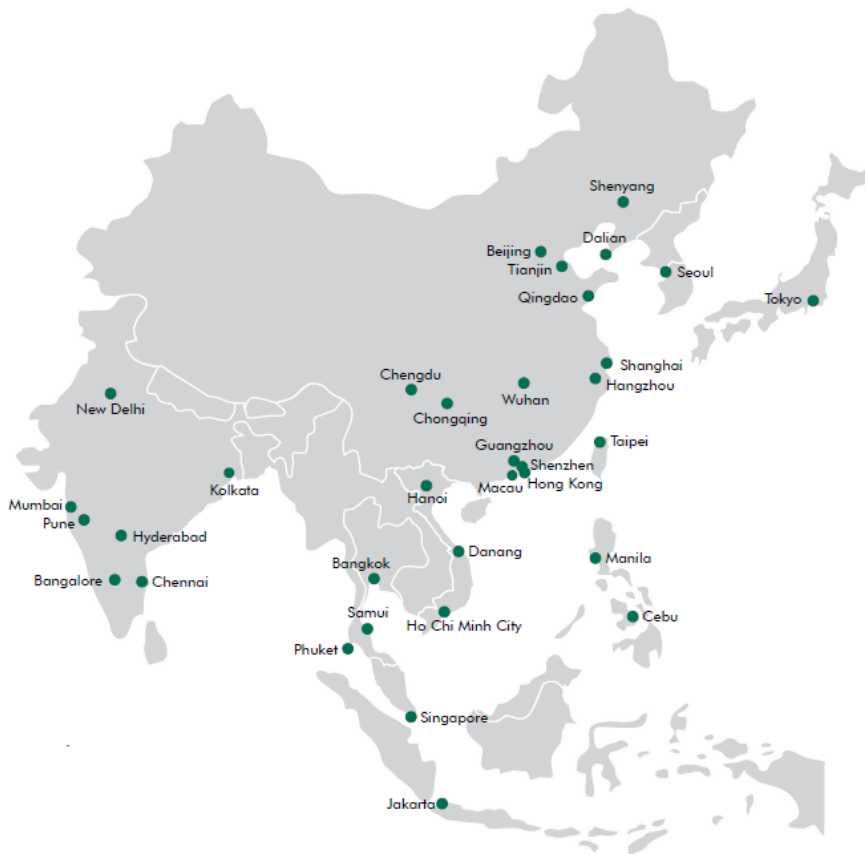 Shenyang
Dalian
Beijing
Tianjin
Seoul
Qingdao
Tokyo
Shanghai
Chengdu
Hangzhou
New Delhi
Wuhan
Chongqing
Taipei
Guangzhou
Shenzhen
Kolkata
Macau
Hong Kong
Hanoi
Mumbai
Pune
Hyderabad
Danang
Manila
Bangkok
Bangalore
Chennai
Samui
Cebu
Ho Chi Minh City
Phuket
Singapore
Jakarta